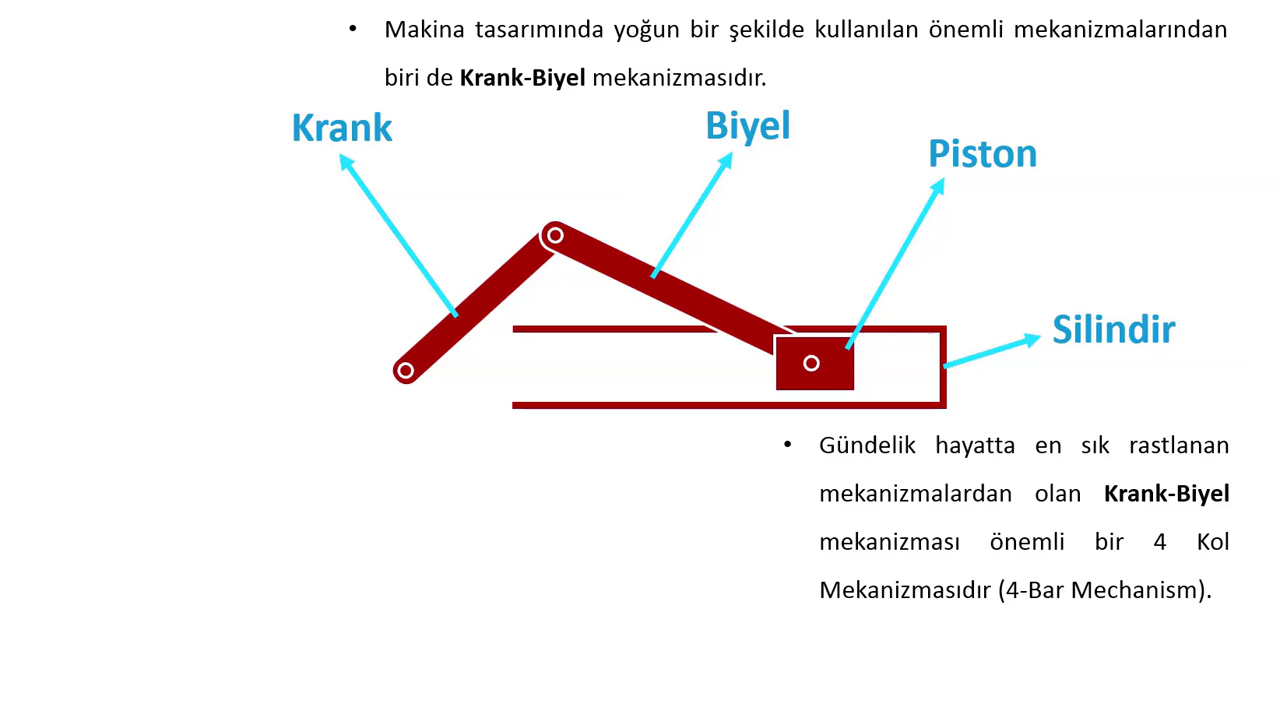 • Makina tasarımında yoğun bir şekilde kullanılan önemli mekanizmalarından
biri de Krank-Biyel mekanizmasıdır.
Krank
Biyel
Piston
Silindir
• Gündelik hayatta en sık rastlanan
mekanizmalardan olan Krank-Biyel
mekanizması önemli bir 4 Kol
Mekanizmasıdır (4-Bar Mechanism).